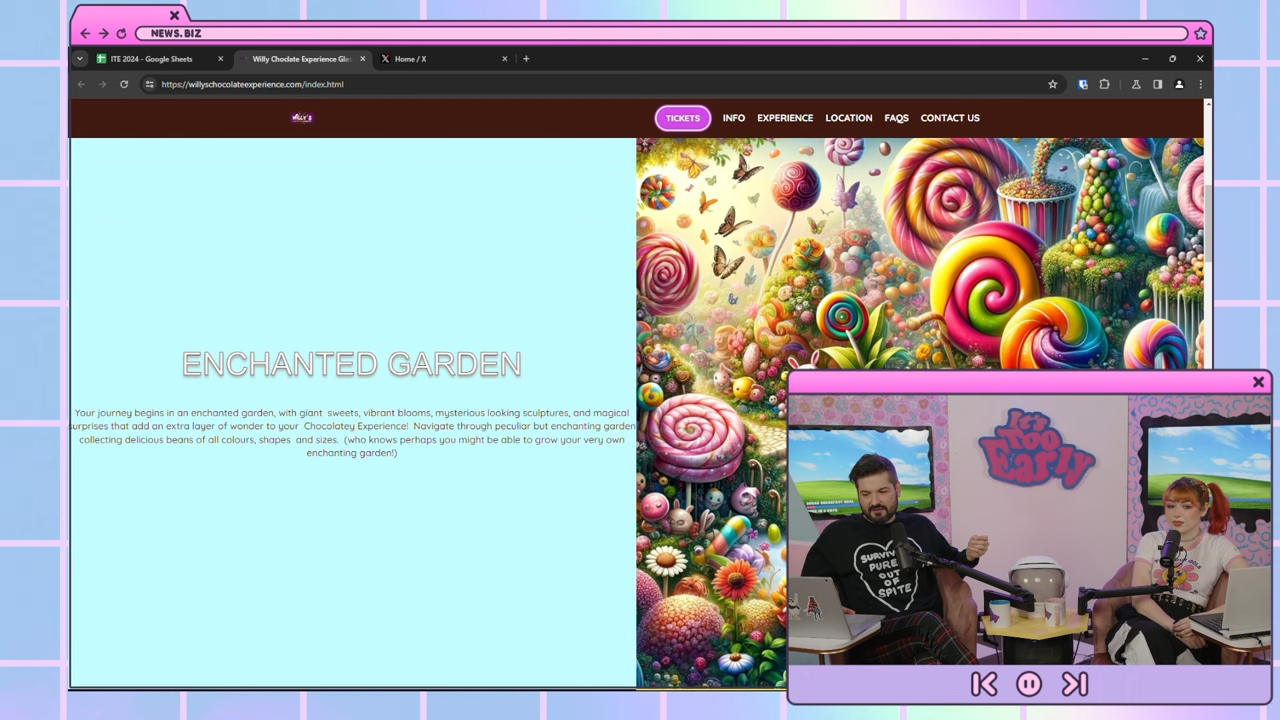 NEWS.BIZ
ITE 2024 - Google Sheets
Willy Choclate Experience Gla
Home / X
https://willyschocolateexperience.com/index.html
WILLY'S
TICKETS
INFO
EXPERIENCE
LOCATION
FAQS
CONTACT US
ENCHANTED GARDEN
Your journey begins in an enchanted garden, with giant sweets, vibrant blooms, mysterious looking sculptures, and magical
surprises that add an extra layer of wonder to your Chocolatey Experience! Navigate through peculiar but enchanting garden
collecting delicious beans of all colours, shapes and sizes. (who knows perhaps you might be able to grow your very own
enchanting garden!)
It's
Too
Early
SURVIV
PURE
OUT
OF
SPITE